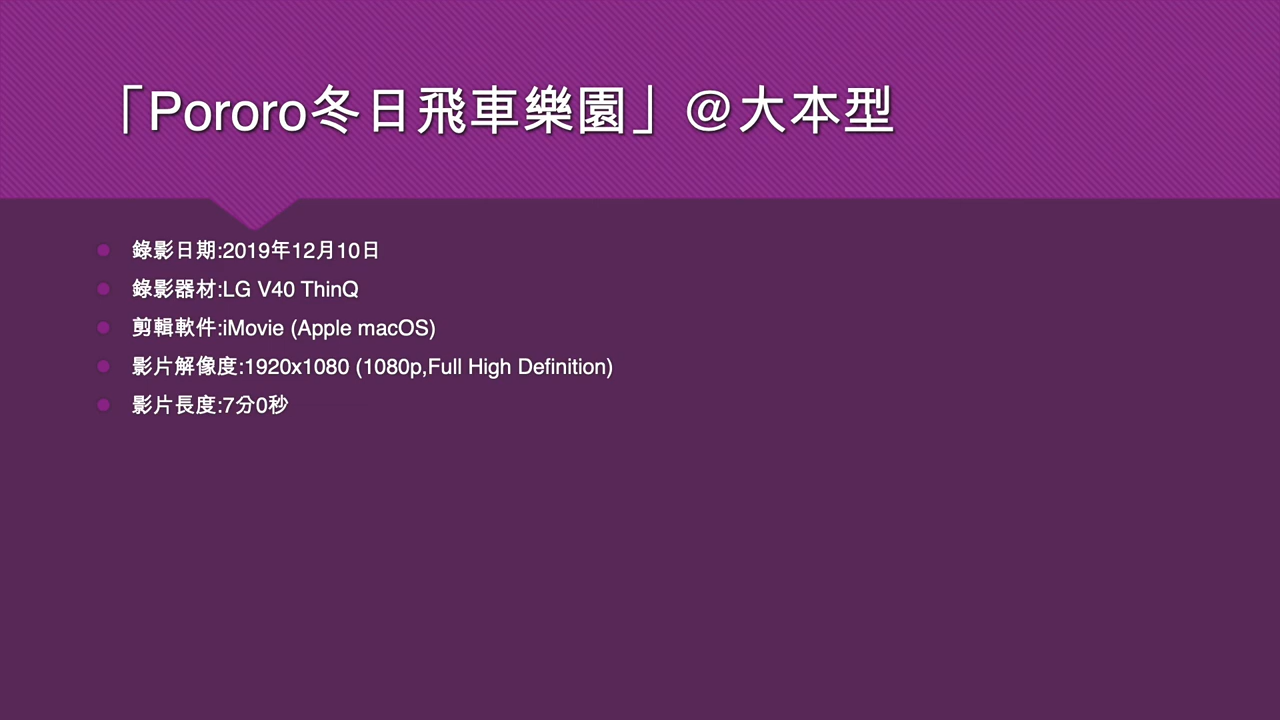 「Pororo冬日飛車樂園」@大本型
錄影日期:2019年12月10日
錄影器材:LG V40 ThinQ
剪輯軟件:iMovie (Apple macOS)
影片解像度:1920x1080 (1080p,Full High Definition)
影片長度:7分0秒